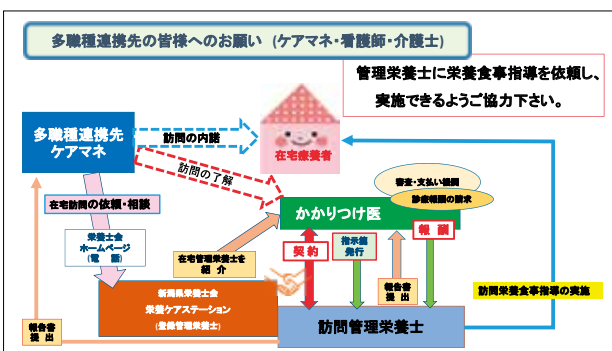 多職種連携先の皆様へのお願い (ケアマネ・看護師・介護士)
管理栄養士に栄養食事指導を依頼し、
実施できるようご協力下さい。
多職種連携先
ケアマネ
訪問の内諾
在宅療養者
訪問の了解
審査・支払い機関
診療報酬の請求
在宅訪問の依頼・相談
かかりつけ医
栄養士会
ホームページ
(電 話)
在宅管理栄養士を
紹 介
契約
指示箋
発行
報酬
報告書
提 出
訪問栄養食事指導の実施
新潟県栄養士会
栄養ケアステーション
(登録管理栄養士)
訪問管理栄養士
報告書
提 出